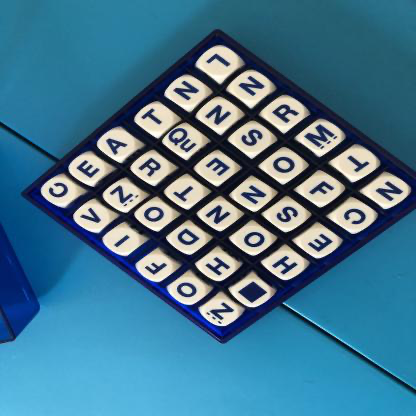 C E A T N L
V N R Qu N N
I O T E S R
F D N N O M
O H O S F T
N H E C N